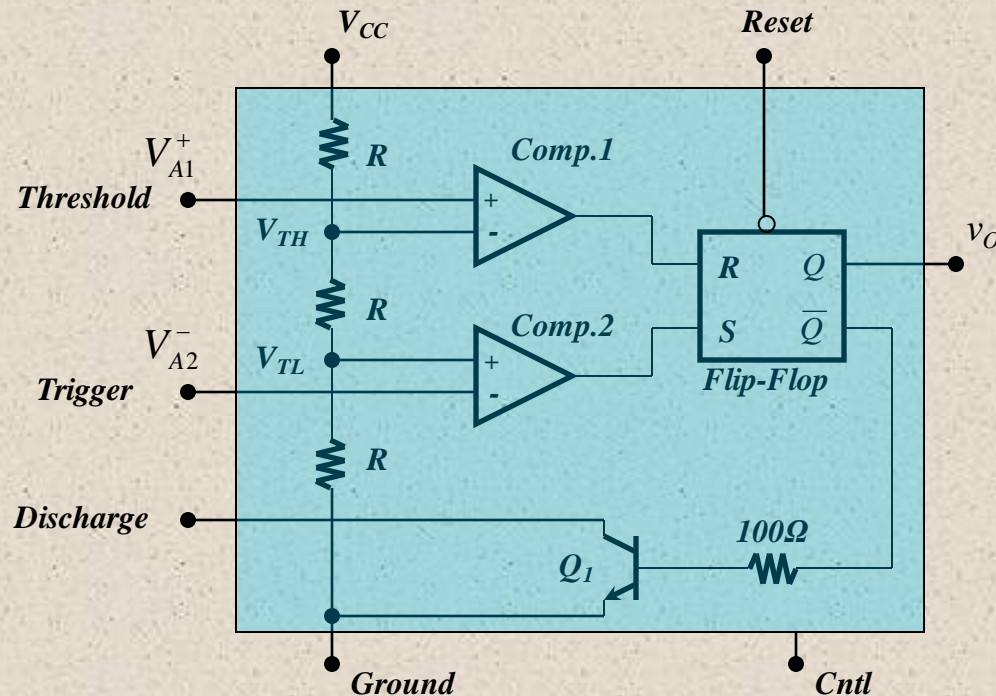 V_CC
Reset
V_A1^+
R
Comp.1
Threshold
+
V_TH
-
v_O
R Q
R
V_A2^-
Comp.2
S Q̅
V_TL
+
Flip-Flop
Trigger
-
R
Discharge
100Ω
Q_1
Ground
Cntl